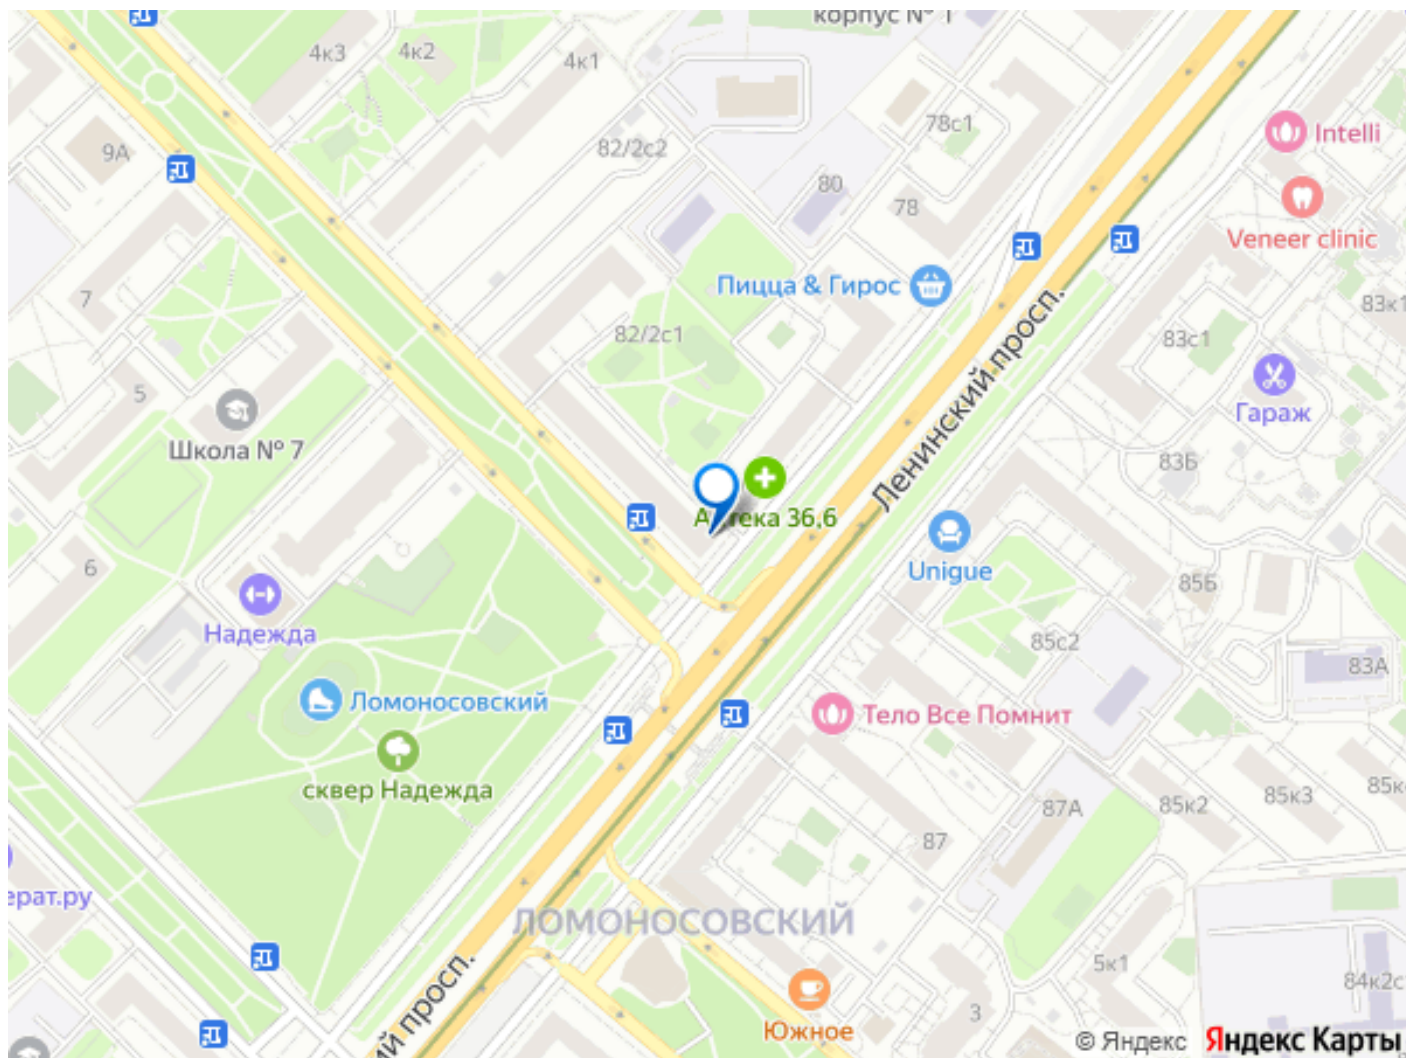 корпус № 1
4к3
4к2
4к1
78с1
Intelli
9А
82/2с2
80
78
Veneer clinic
Пицца & Гирос
7
83к1
82/2с1
83с1
Ленинский просп.
5
Гараж
Школа № 7
83Б
Аптека 36,6
6
Unigue
85Б
Надежда
85с2
83А
Ломоносовский
Тело Все Помнит
сквер Надежда
85к
85к3
85к2
87А
87
ерат.ру
ЛОМОНОСОВСКИЙ
5к1
ий просп.
84к2с
3
Южное
© Яндекс Яндекс Карты